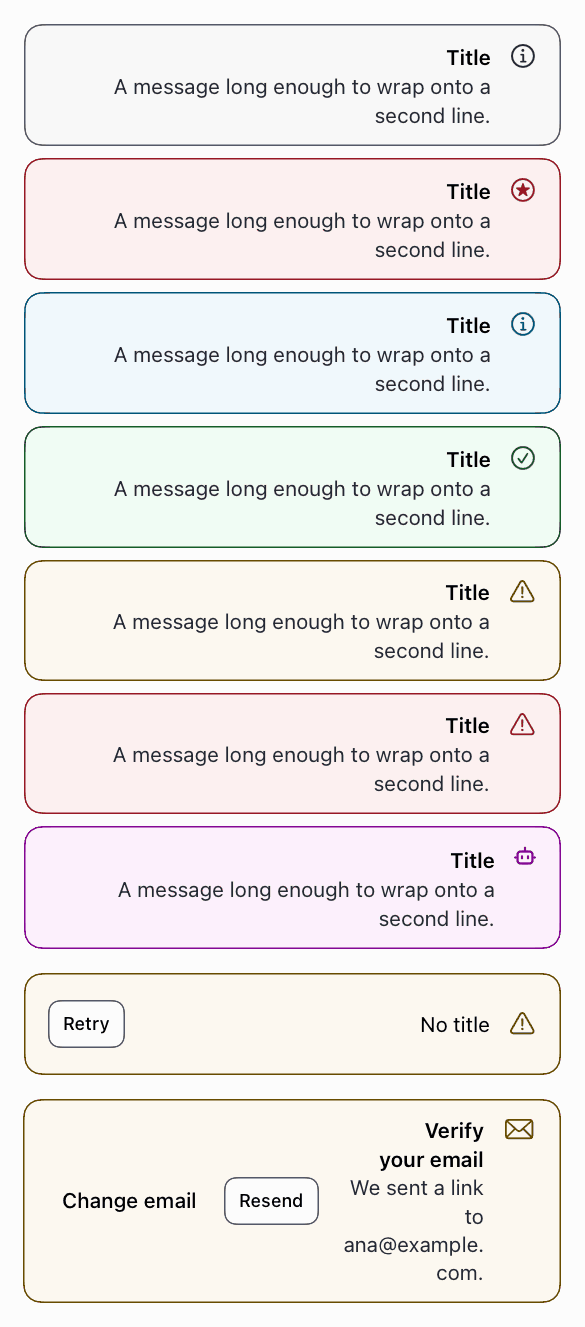 Title
A message long enough to wrap onto a
second line.
Title
A message long enough to wrap onto a
second line.
Title
A message long enough to wrap onto a
second line.
Title
A message long enough to wrap onto a
second line.
Title
A message long enough to wrap onto a
second line.
Title
A message long enough to wrap onto a
second line.
Title
A message long enough to wrap onto a
second line.
No title
Retry
Verify
your email
We sent a link
to
ana@example.
com.
Resend
Change email